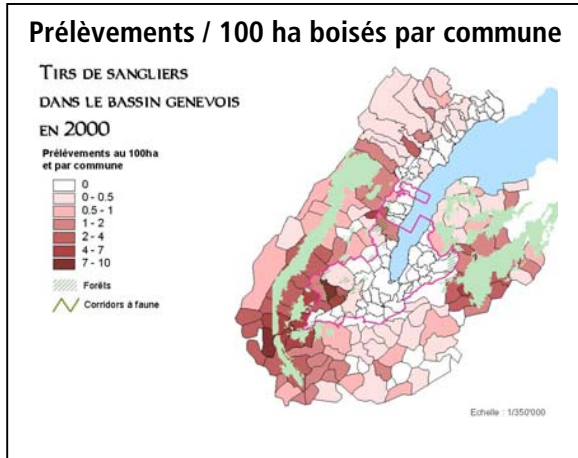 Prélèvements / 100 ha boisés par commune
TIRS DE SANGLIERS
DANS LE BASSIN GENEVOIS
EN 2000
Prélèvements au 100ha
et par commune
0
0 - 0.5
0.5 - 1
1 - 2
2 - 4
4 - 7
7 - 10
Forêts
Corridors à faune
Echelle : 1/350'000